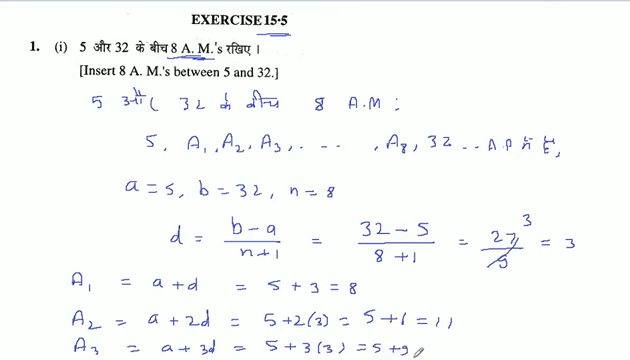 EXERCISE 15·5
1. (i) 5 और 32 के बीच 8 A. M.'s रखिए ।
[Insert 8 A. M.'s between 5 and 32.]
5 और 32 के बीच 8 A.M :
5, A₁, A₂, A₃, . - - - , A₈, 32 -- A.P में है,
a = 5, b = 32, n = 8
d = (b - a)/(n+1) = (32 - 5)/(8 + 1) = 27/9 3 = 3
A₁ = a + d = 5 + 3 = 8
A₂ = a + 2d = 5+2(3) = 5+1 = 11
A₃ = a + 3d = 5+3(3) = 5+9